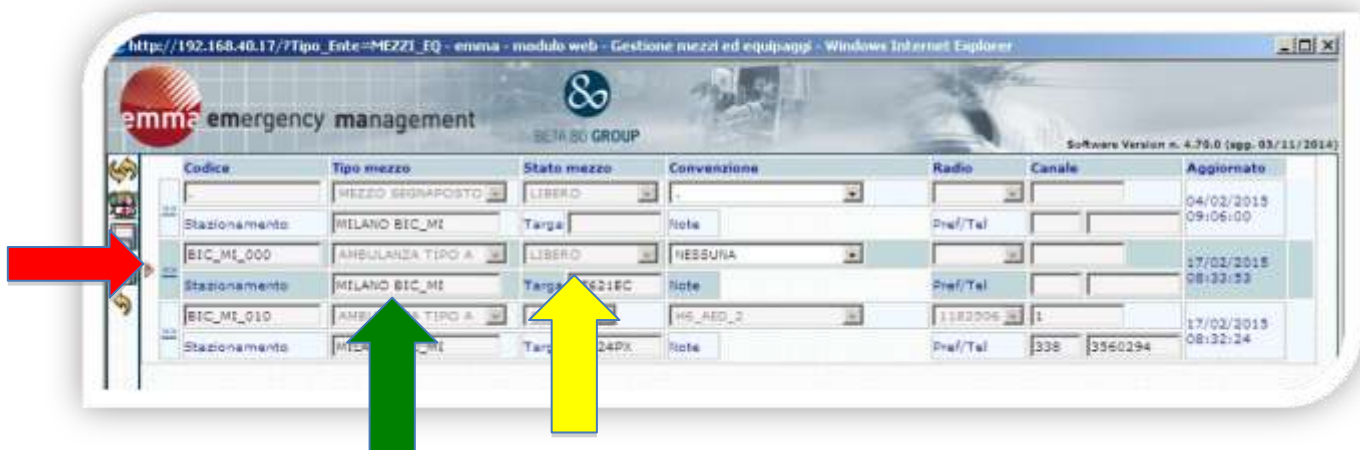 http://192.168.40.17/?Tipo_Ente=MEZZI_EQ - emma - modulo web - Gestione mezzi ed equipaggi - Windows Internet Explorer
emma emergency management
BETA 80 GROUP
Software Version n. 4.70.0 (agg. 03/11/2014)
Codice Tipo mezzo Stato mezzo Convenzione Radio Canale Aggiornato
. MEZZO SEGNAPOSTO LIBERO . 04/02/2015
Stazionamento MILANO BIC_MI Targa Note Pref/Tel 09:06:00
BIC_MI_000 AMBULANZA TIPO A LIBERO NESSUNA 17/02/2015
Stazionamento MILANO BIC_MI Note Pref/Tel 08:33:53
BIC_MI_010 TIPO A H6_AED_2 1182906 1 17/02/2015
Stazionamento Note Pref/Tel 338 3560294 08:32:24